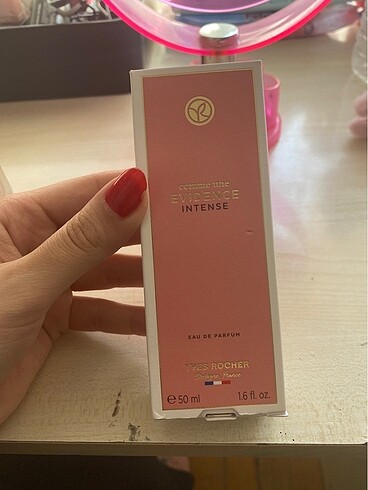 comme une
EVIDENCE
INTENSE
EAU DE PARFUM
YVES ROCHER
℮ 50 ml 1.6 fl. oz.